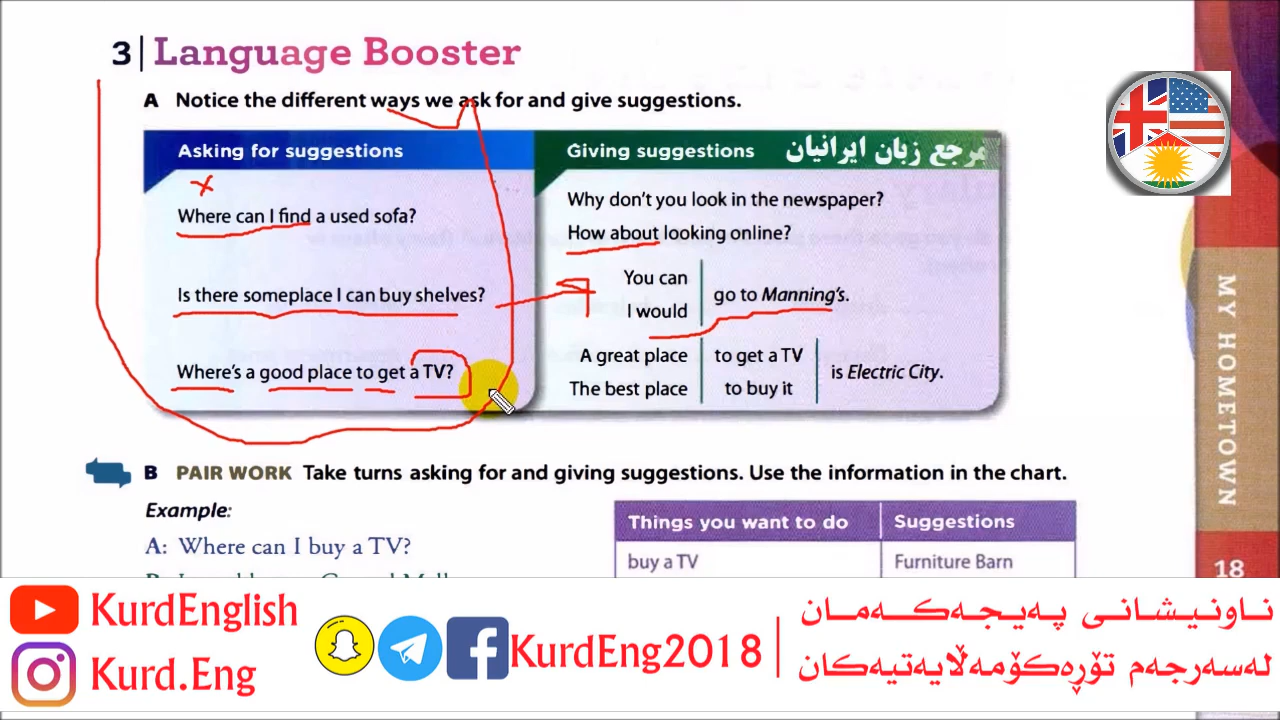 3 Language Booster
A Notice the different ways we ask for and give suggestions.
Asking for suggestions
Where can I find a used sofa?
Is there someplace I can buy shelves?
Where's a good place to get a TV?
Giving suggestions
مرجع زبان ایرانیان
Why don't you look in the newspaper?
How about looking online?
You can
I would
go to Manning's.
A great place
The best place
to get a TV
to buy it
is Electric City.
B PAIR WORK Take turns asking for and giving suggestions. Use the information in the chart.
Example:
A: Where can I buy a TV?
Things you want to do Suggestions
buy a TV Furniture Barn
MY HOMETOWN
18
KurdEnglish
Kurd.Eng
KurdEng2018
ناونیشانی پەیجەکەمان
لەسەرجەم تۆڕەکۆمەڵایەتیەکان